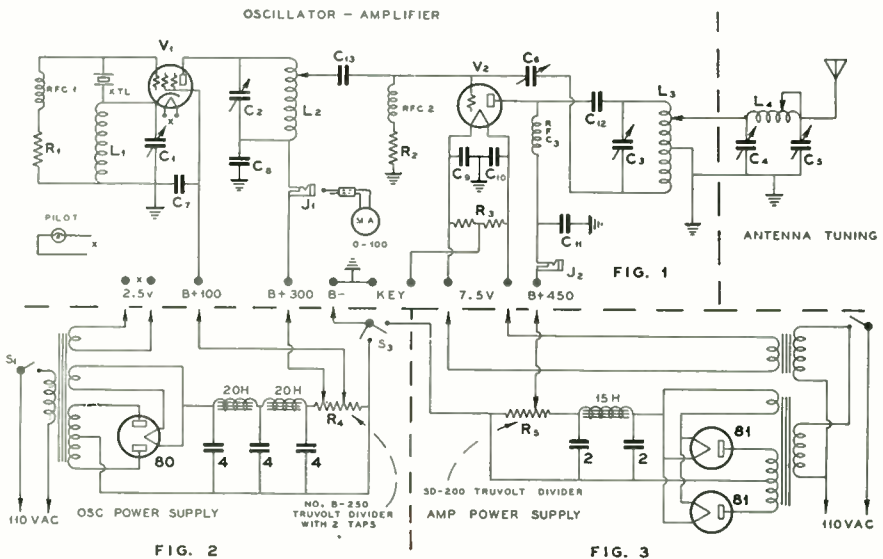 OSCILLATOR - AMPLIFIER
V1
C13
V2
C6
RFC 1
XTL
C2
L2
RFC 2
RFC3
C12
L3
L4
R1
L1
C1
C8
R2
C9
C10
C3
C4
C5
C7
J1
MA
0-100
R3
C11
J2
PILOT
X
X
FIG. 1
ANTENNA TUNING
X
2.5V
B+100
B+300
B-
KEY
7.5V
B+450
S1
S3
20H
20H
R4
15H
R5
80
4
4
4
2
2
81
81
110 VAC
OSC POWER SUPPLY
NO. B-250
TRUVOLT DIVIDER
WITH 2 TAPS
SD-200 TRUVOLT DIVIDER
AMP POWER SUPPLY
110VAC
FIG. 2
FIG. 3